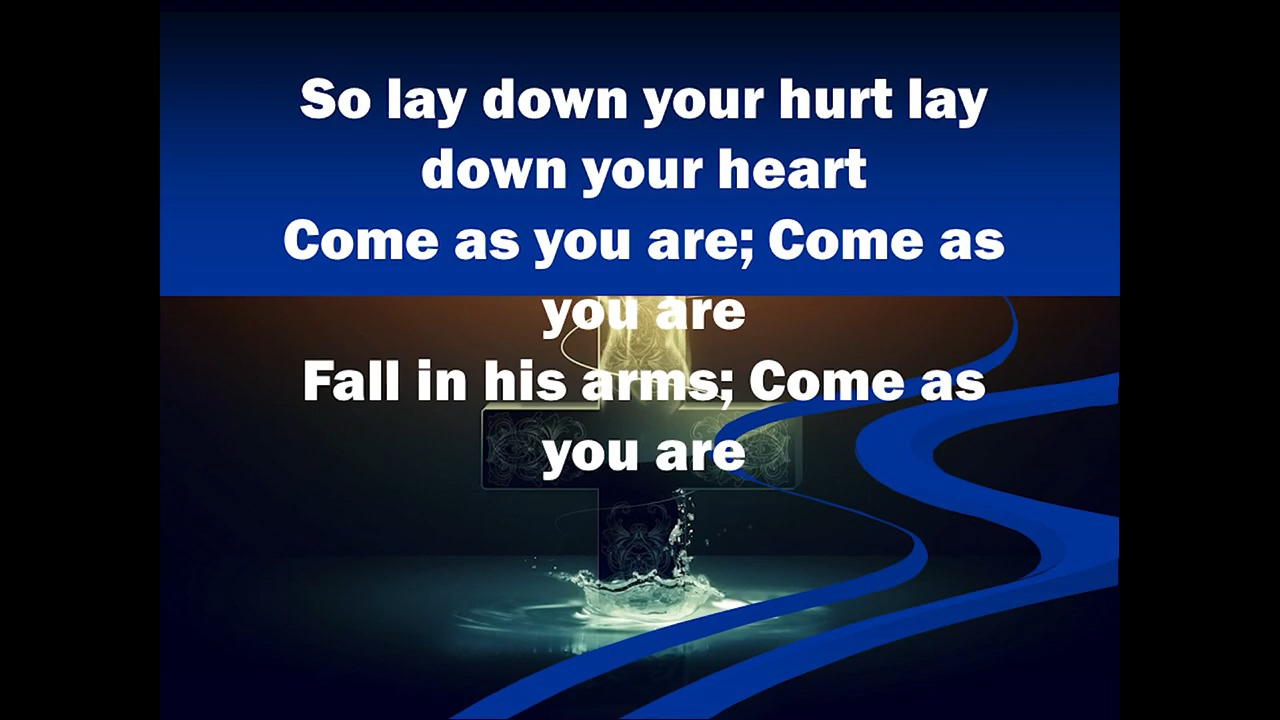 So lay down your hurt lay
down your heart
Come as you are; Come as
you are
Fall in his arms; Come as
you are